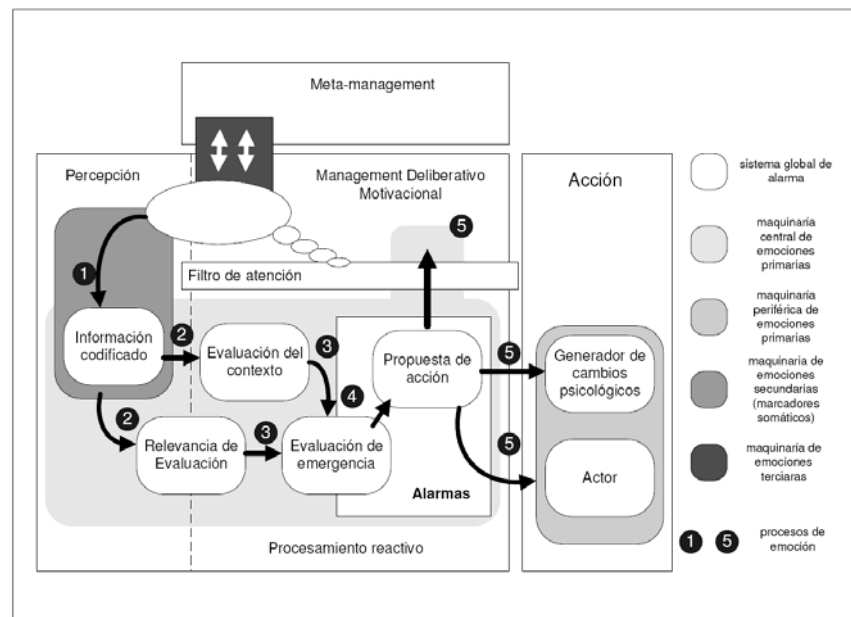 Meta-management
Percepción
Management Deliberativo
Motivacional
Acción
5
1
Filtro de atención
Información
codificado
2
Evaluación del
contexto
3
Propuesta de
acción
5
Generador de
cambios
psicológicos
4
2
Relevancia de
Evaluación
3
Evaluación de
emergencia
5
Actor
Alarmas
Procesamiento reactivo
sistema global de
alarma
maquinaría
central de
emociones
primarias
maquinaría
periférica de
emociones
primarias
maquinaria de
emociones
secundarias
(marcadores
somáticos)
maquinaría de
emociones
terciaras
1 5
procesos de
emoción